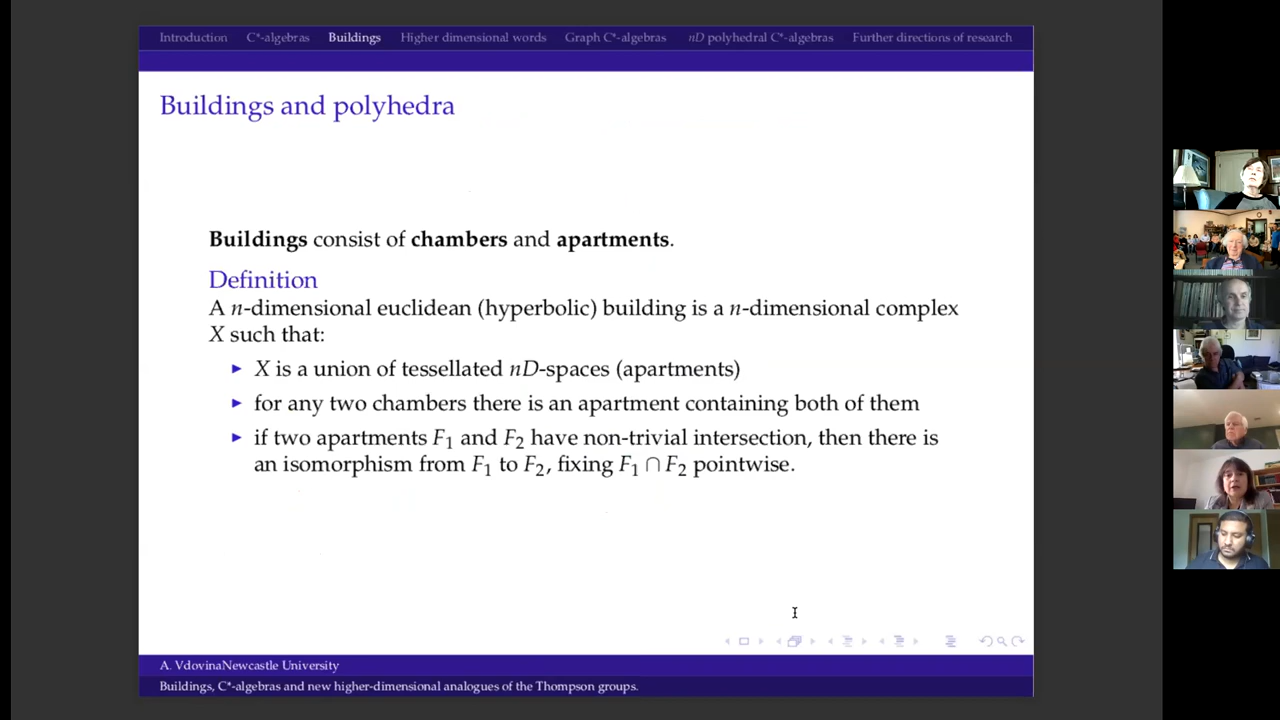 Introduction C*-algebras Buildings Higher dimensional words Graph C*-algebras nD polyhedral C*-algebras Further directions of research
Buildings and polyhedra
Buildings consist of chambers and apartments.
Definition
A n-dimensional euclidean (hyperbolic) building is a n-dimensional complex
X such that:
► X is a union of tessellated nD-spaces (apartments)
► for any two chambers there is an apartment containing both of them
► if two apartments F₁ and F₂ have non-trivial intersection, then there is
an isomorphism from F₁ to F₂, fixing F₁ ∩ F₂ pointwise.
A. VdovinaNewcastle University
Buildings, C*-algebras and new higher-dimensional analogues of the Thompson groups.